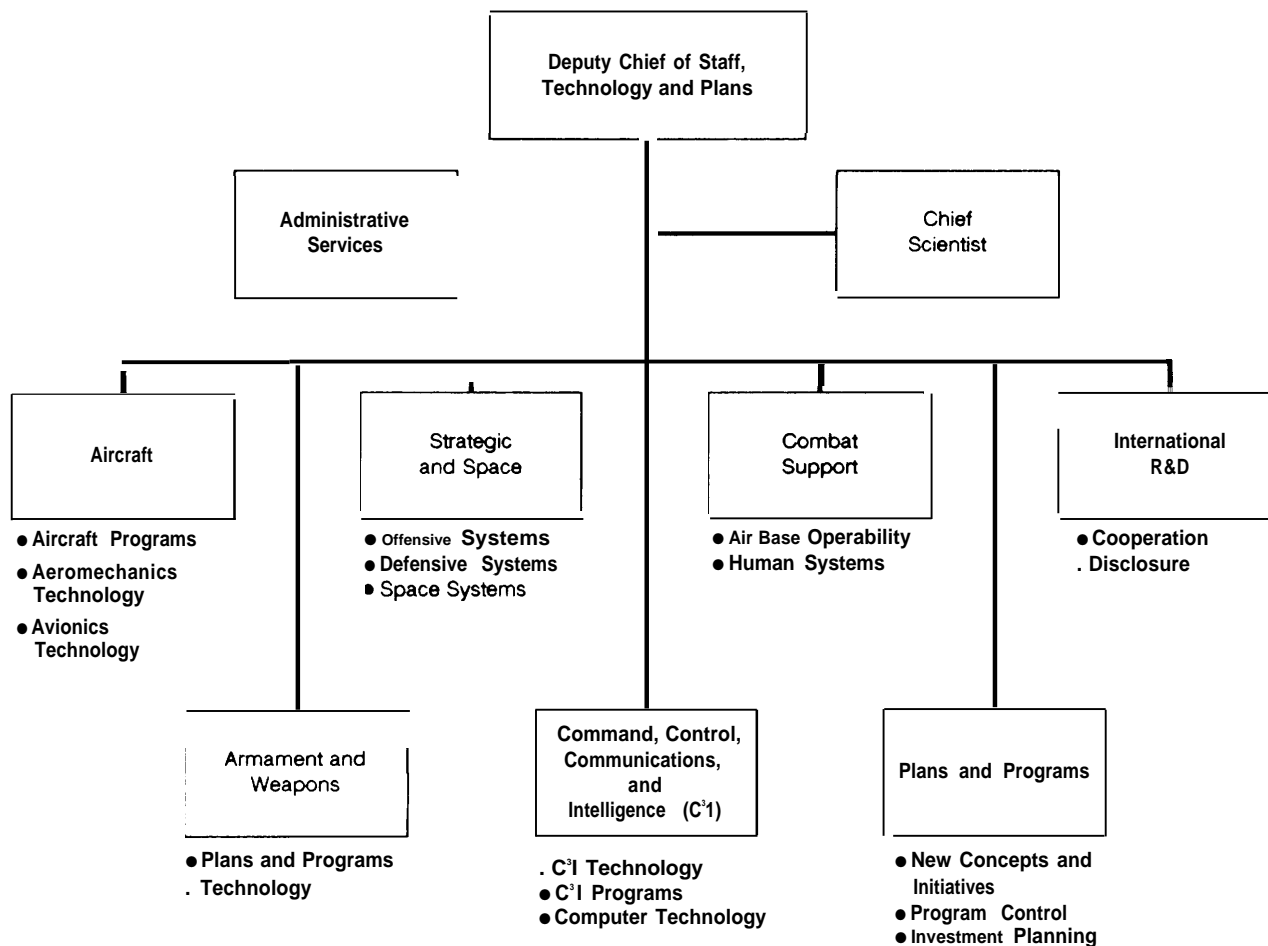 Deputy Chief of Staff,
Technology and Plans
Administrative
Services
Chief
Scientist
Aircraft
● Aircraft Programs
● Aeromechanics
Technology
● Avionics
Technology
Strategic
and Space
● Offensive Systems
● Defensive Systems
● Space Systems
Combat
Support
● Air Base Operability
● Human Systems
International
R&D
● Cooperation
. Disclosure
Armament and
Weapons
● Plans and Programs
. Technology
Command, Control,
Communications,
and
Intelligence (C³1)
. C³I Technology
● C³I Programs
● Computer Technology
Plans and Programs
● New Concepts and
Initiatives
● Program Control
● Investment Planning